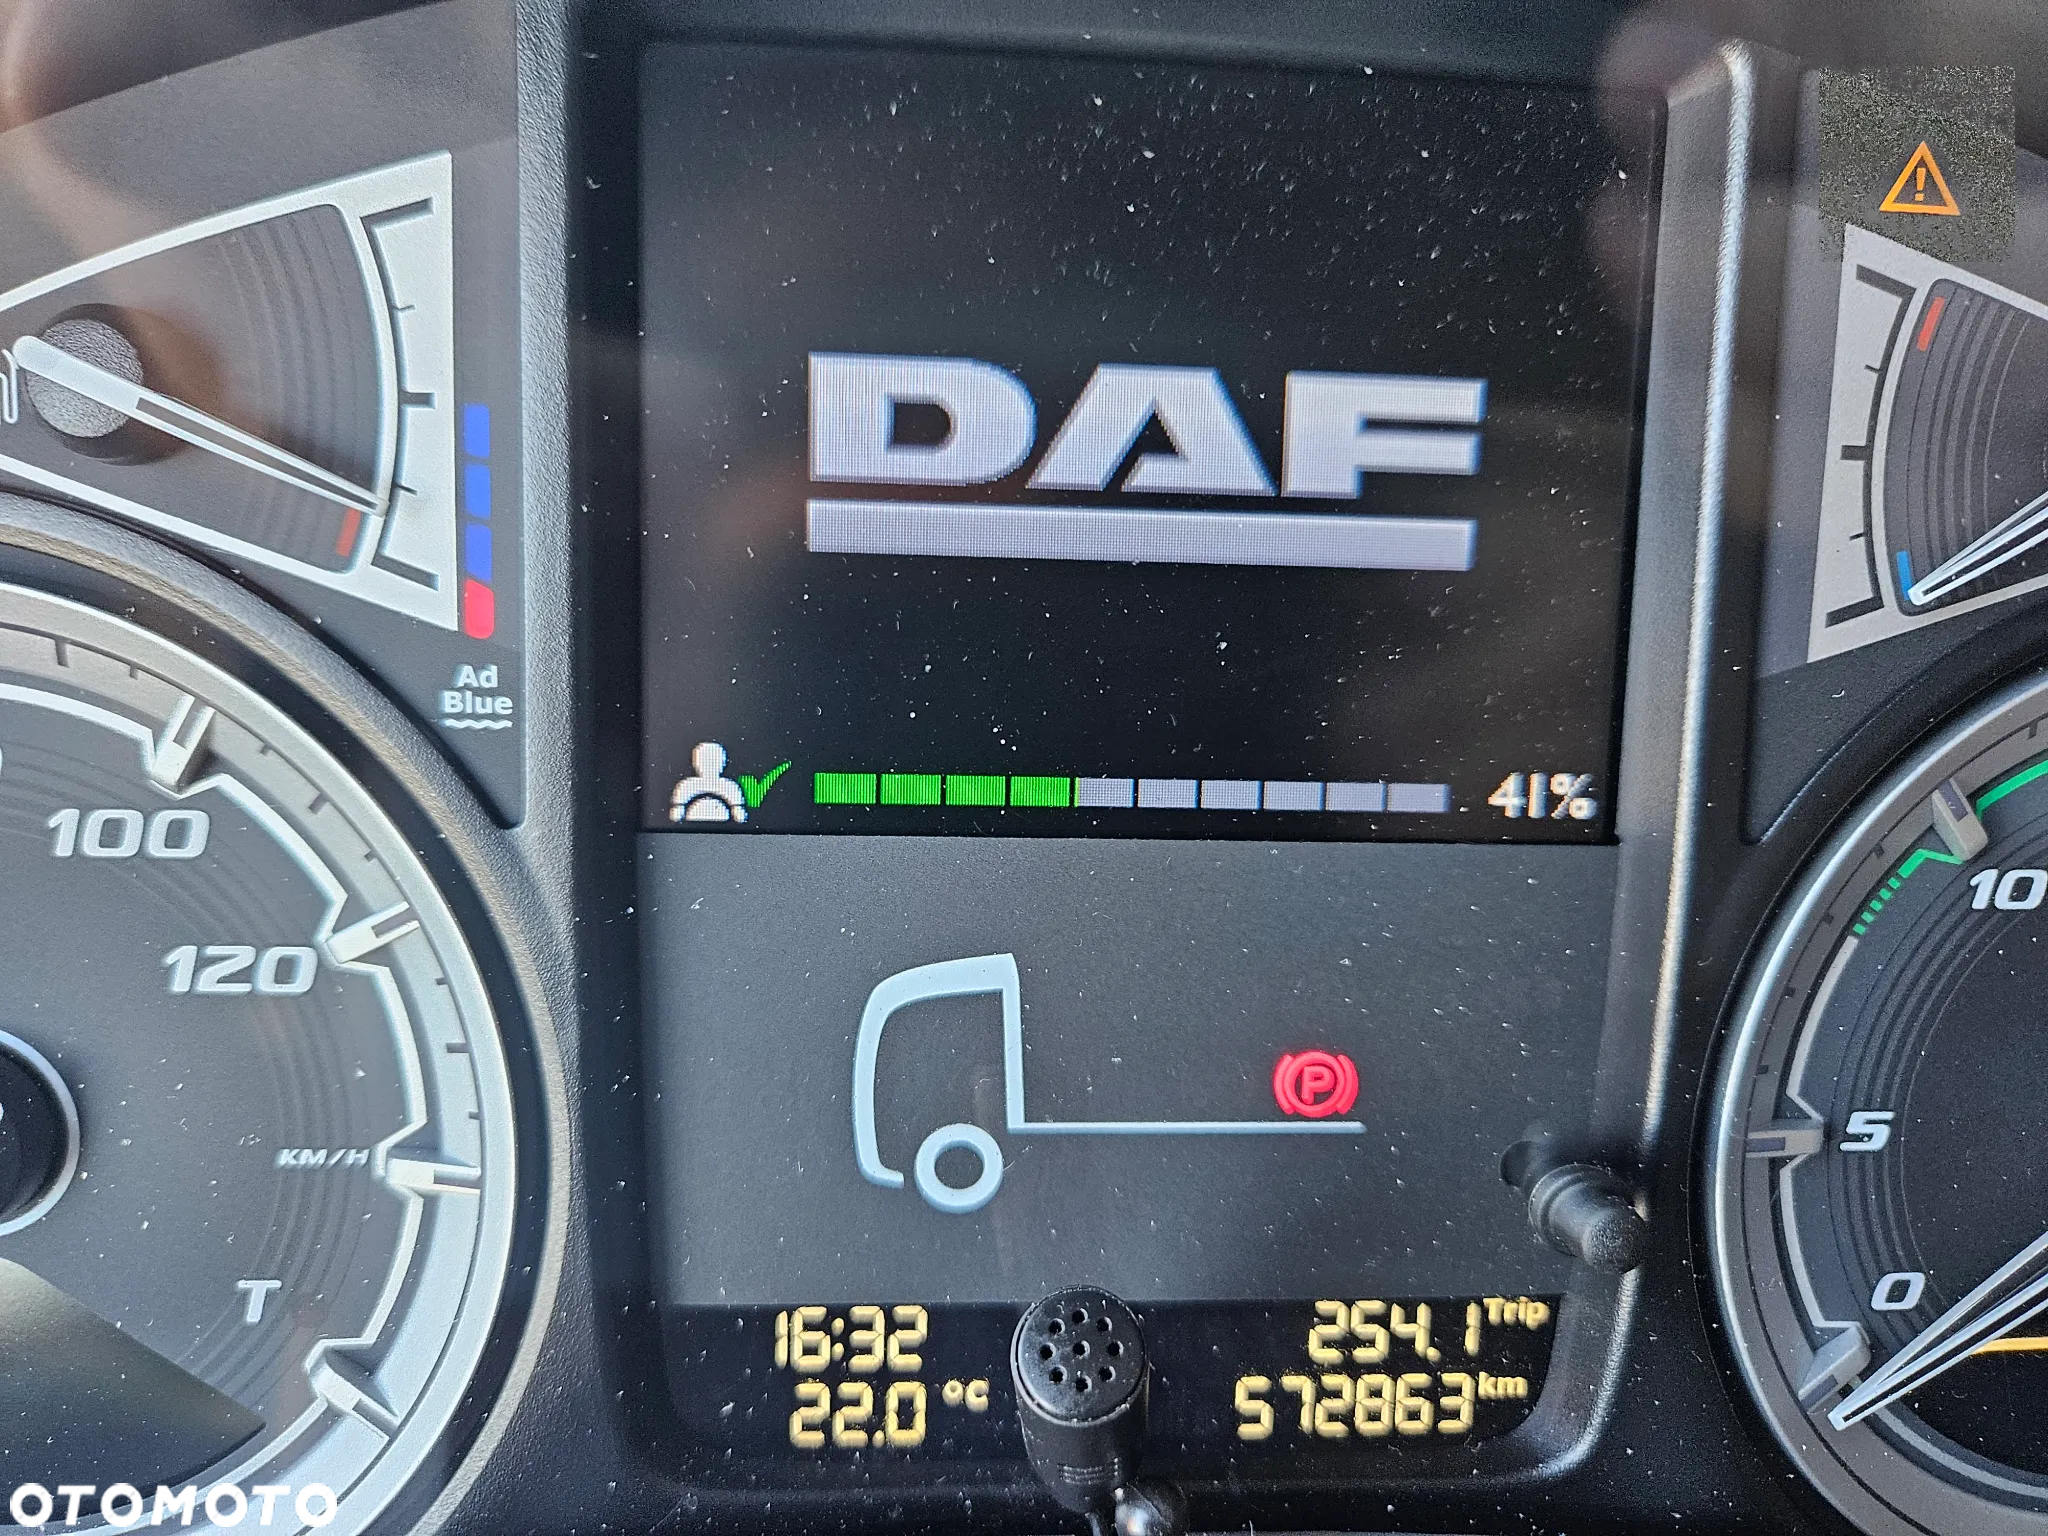 DAF
Ad
Blue
41%
100
120
KM/H
T
10
5
0
P
16:32
254.1 Trip
22.0 °C
572863 km
OTOMOTO